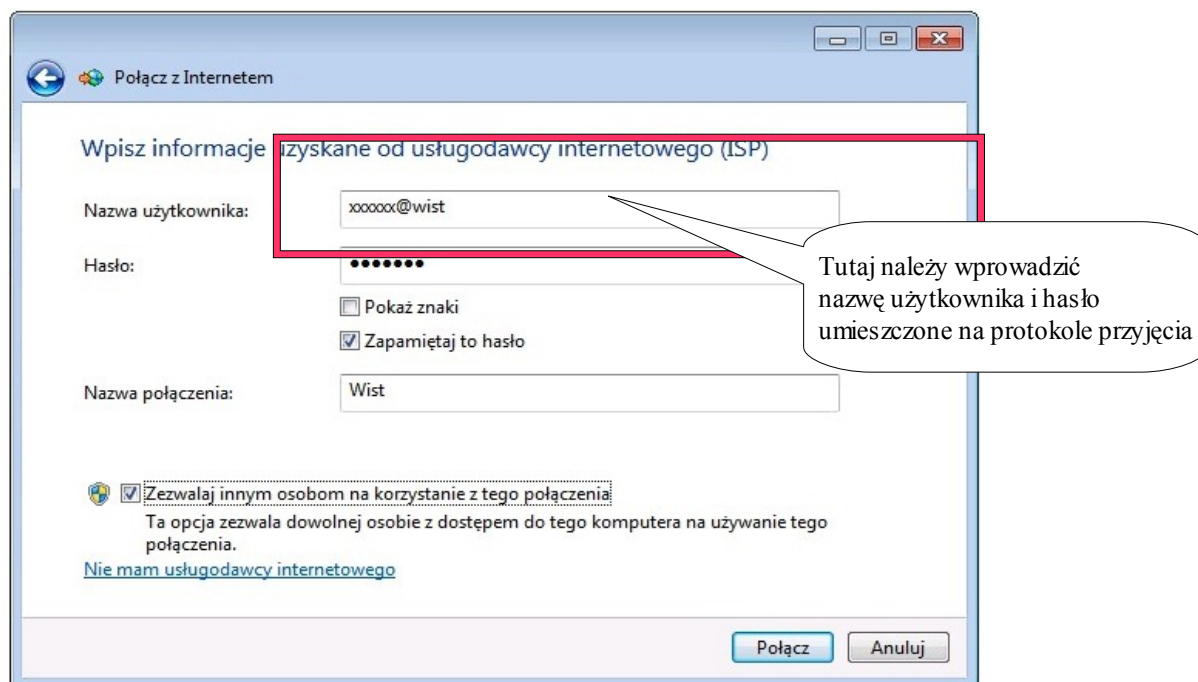 Połącz z Internetem
Wpisz informacje uzyskane od usługodawcy internetowego (ISP)
Nazwa użytkownika:
xxxxxx@wist
Hasło:
•••••••
Tutaj należy wprowadzić
nazwę użytkownika i hasło
umieszczone na protokole przyjęcia
Pokaż znaki
Zapamiętaj to hasło
Nazwa połączenia:
Wist
Zezwalaj innym osobom na korzystanie z tego połączenia
Ta opcja zezwala dowolnej osobie z dostępem do tego komputera na używanie tego
połączenia.
Nie mam usługodawcy internetowego
Połącz
Anuluj